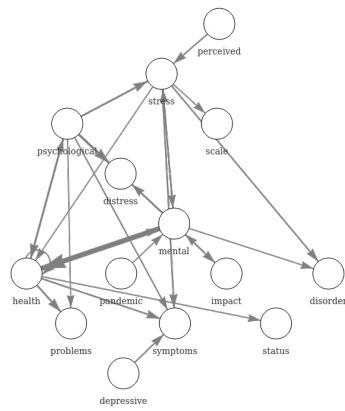 perceived
stress
psychological
scale
distress
mental
health
pandemic
impact
disorder
problems
symptoms
status
depressive